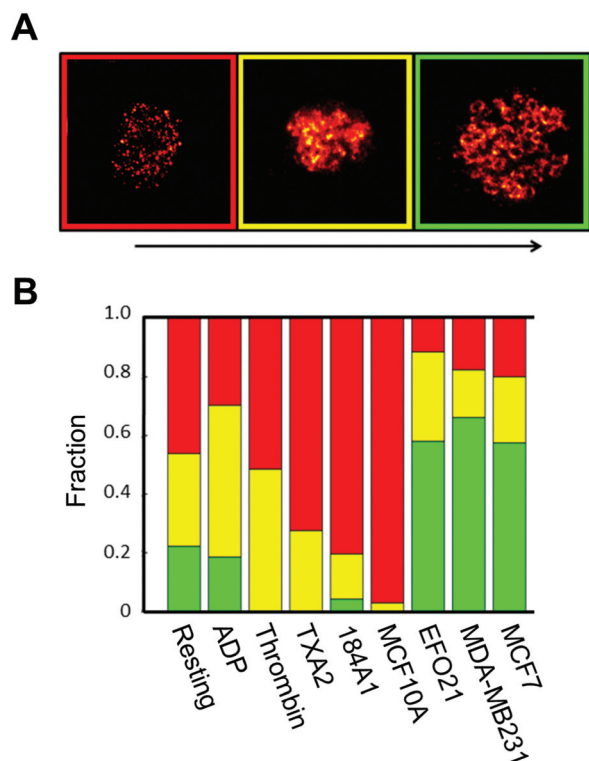 A
B
Fraction
1.0
0.8
0.6
0.4
0.2
0
Resting
ADP
Thrombin
TXA2
184A1
MCF10A
EFO21
MDA-MB231
MCF7